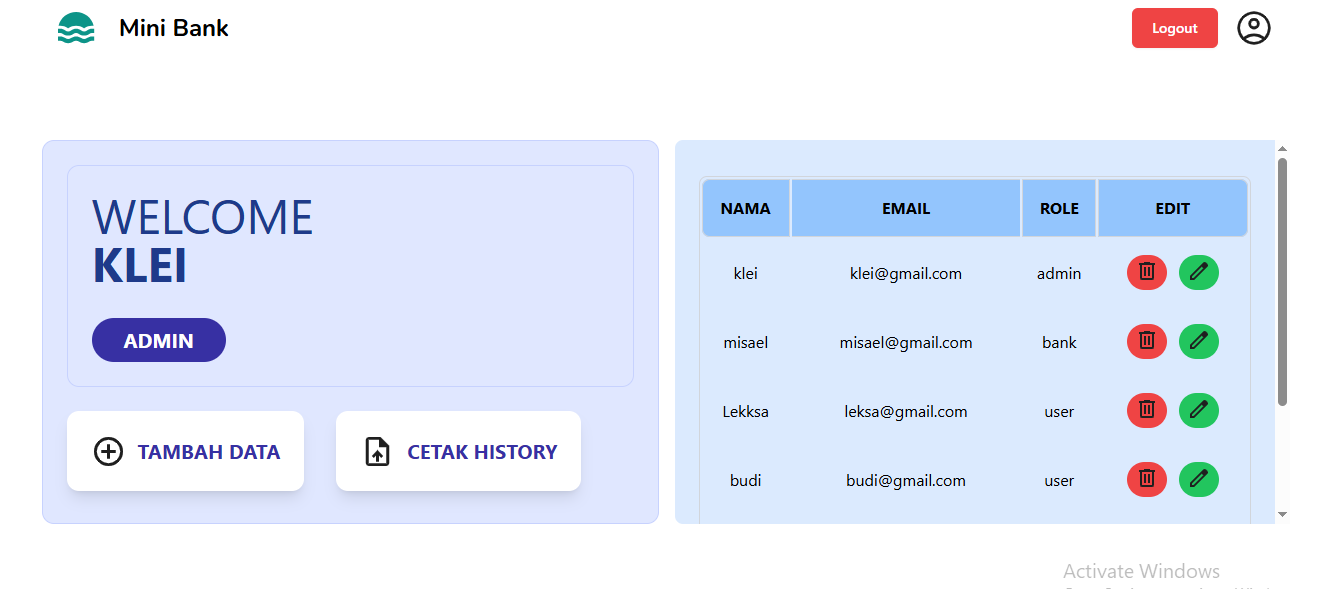 Mini Bank
Logout
WELCOME
KLEI
ADMIN
TAMBAH DATA
CETAK HISTORY
NAMA EMAIL ROLE EDIT
klei klei@gmail.com admin
misael misael@gmail.com bank
Lekksa leksa@gmail.com user
budi budi@gmail.com user
Activate Windows